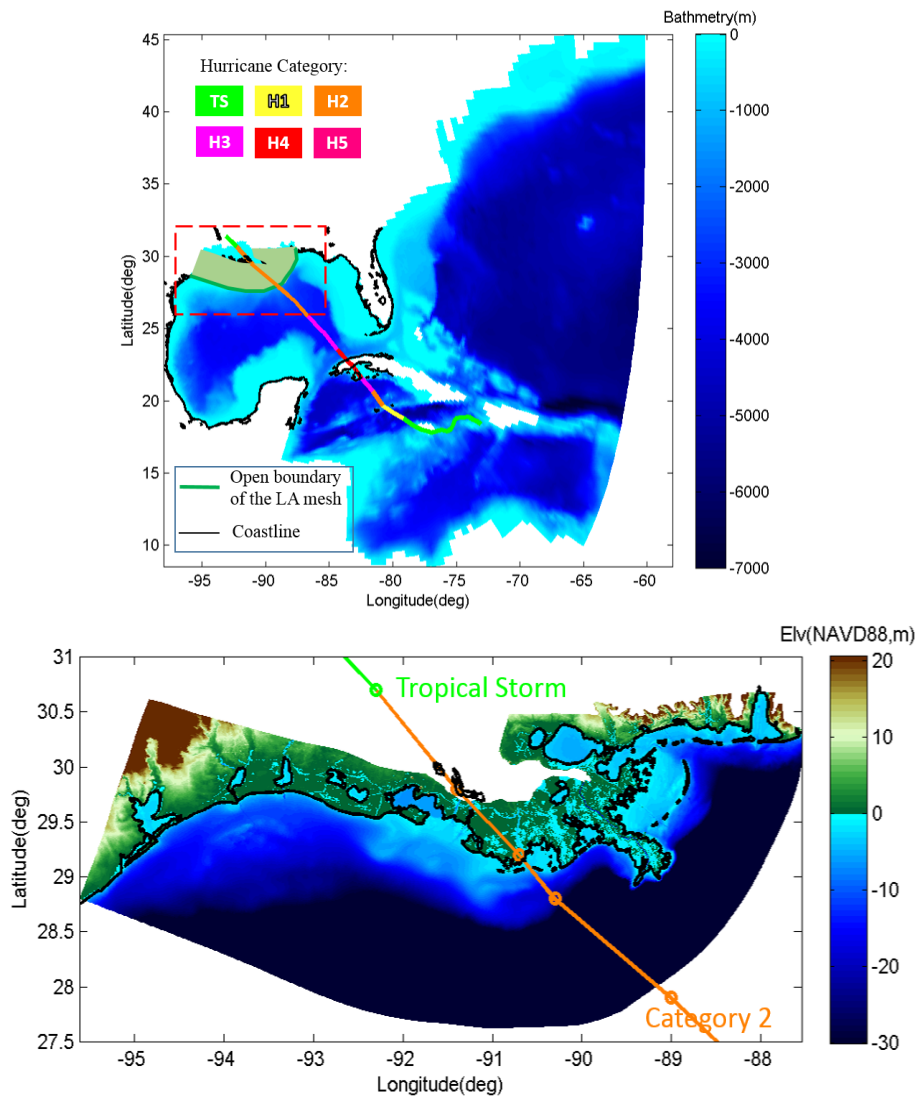 Bathmetry(m)
Hurricane Category:
TS H1 H2
H3 H4 H5
Open boundary
of the LA mesh
Coastline
45
40
35
30
25
20
15
10
Latitude(deg)
-95 -90 -85 -80 -75 -70 -65 -60
Longitude(deg)
0
-1000
-2000
-3000
-4000
-5000
-6000
-7000
Elv(NAVD88,m)
Tropical Storm
Category 2
31
30.5
30
29.5
29
28.5
28
27.5
Latitude(deg)
-95 -94 -93 -92 -91 -90 -89 -88
Longitude(deg)
20
10
0
-10
-20
-30